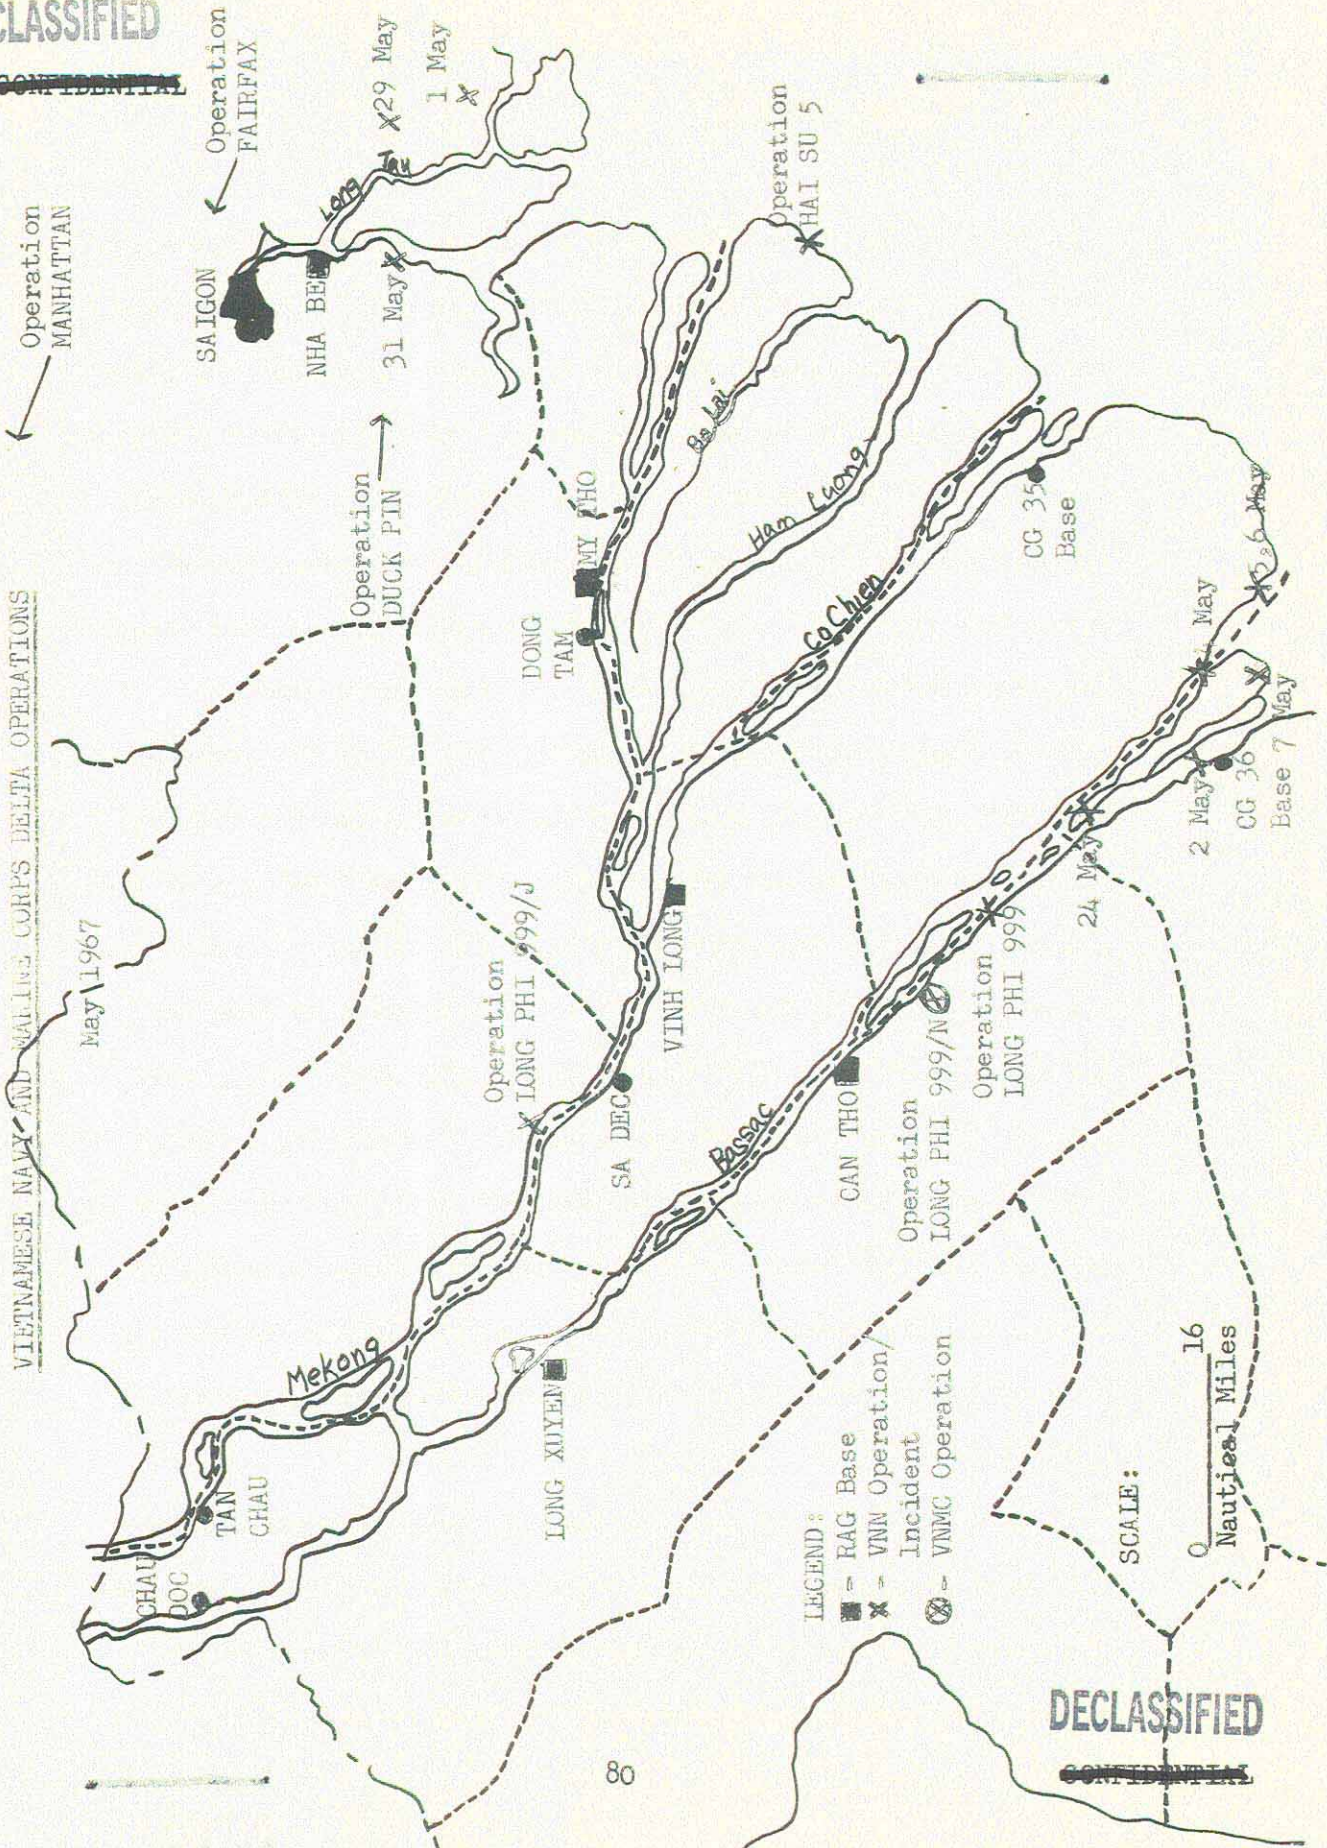 DECLASSIFIED
CONFIDENTIAL
VIETNAMESE NAVY AND MARINE CORPS DELTA OPERATIONS
May 1967
Operation
MANHATTAN
Operation
FAIRFAX
SAIGON
NHA BE
Long Tau
29 May
1 May
31 May
Operation
DUCK PIN
Operation
HAI SU 5
MY THO
DONG
TAM
Ba Lai
Ham Luong
Co Chien
CG 35
Base
Operation
LONG PHI 999/J
VINH LONG
SA DEC
Mekong
TAN
CHAU
CHAU
DOC
LONG XUYEN
Bassac
CAN THO
Operation
LONG PHI 999/N
Operation
LONG PHI 999
24 May
2 May
CG 36
Base
7 May
May
6 May
LEGEND:
- RAG Base
X - VNN Operation/
Incident
- VNMC Operation
SCALE:
0 16
Nautical Miles
80
DECLASSIFIED
CONFIDENTIAL